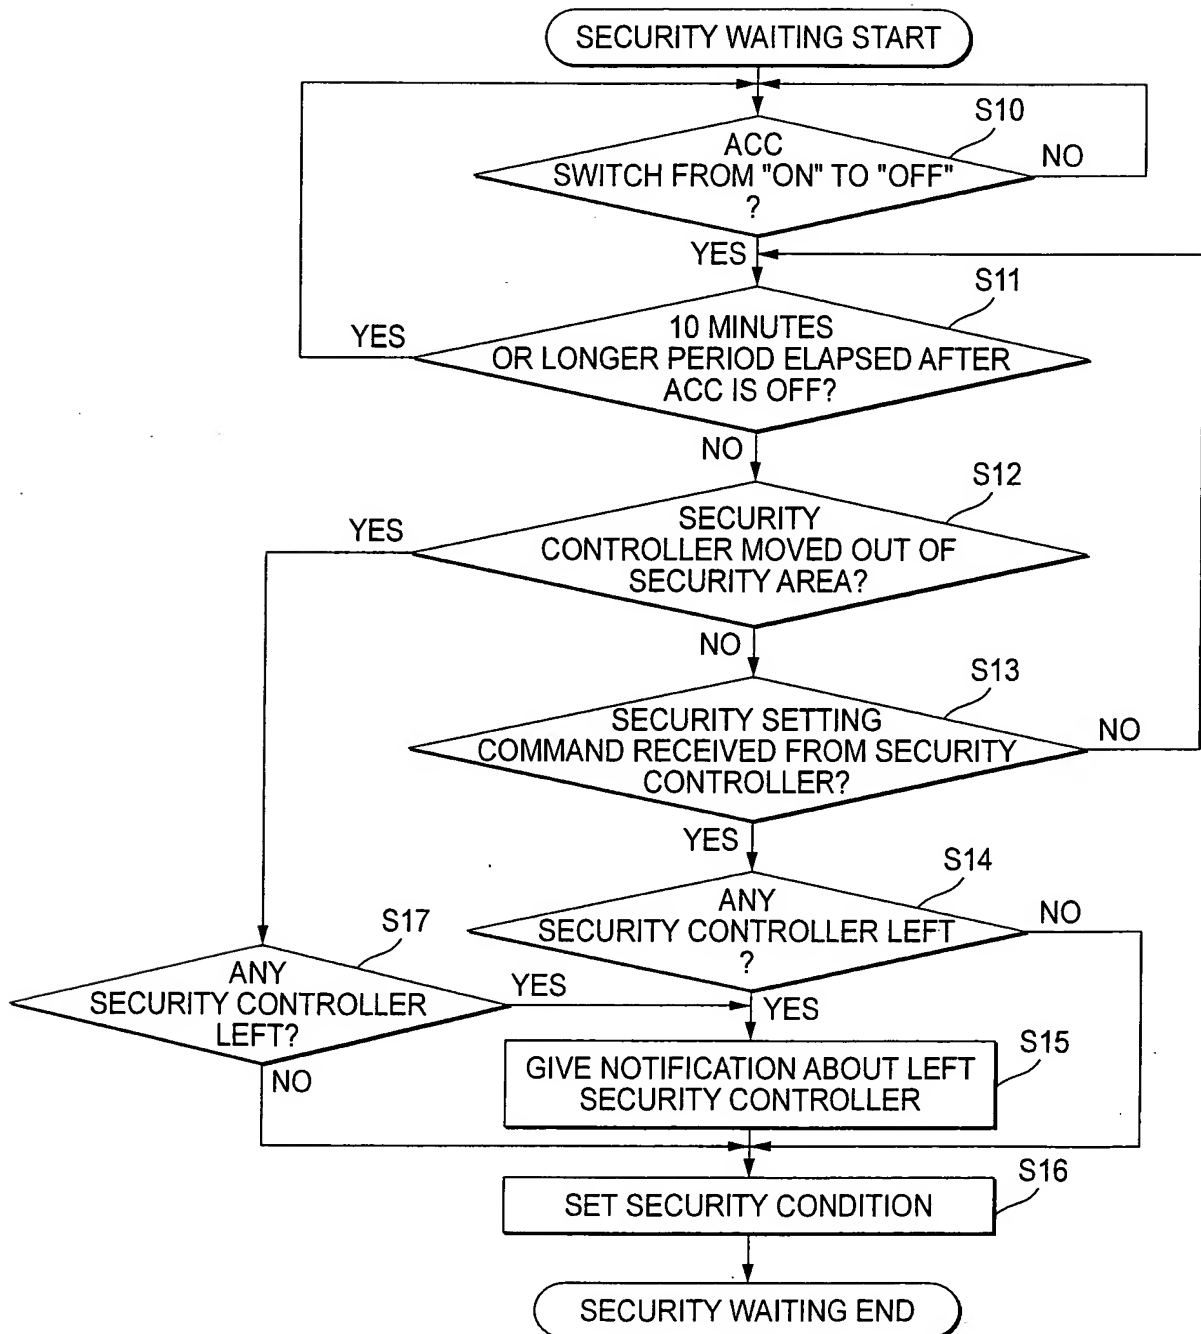 SECURITY WAITING START
S10
ACC
SWITCH FROM "ON" TO "OFF"
?
NO
YES
S11
YES
10 MINUTES
OR LONGER PERIOD ELAPSED AFTER
ACC IS OFF?
NO
S12
YES
SECURITY
CONTROLLER MOVED OUT OF
SECURITY AREA?
NO
S13
SECURITY SETTING
COMMAND RECEIVED FROM SECURITY
CONTROLLER?
NO
YES
S14
ANY
SECURITY CONTROLLER LEFT
?
NO
YES
S17
ANY
SECURITY CONTROLLER
LEFT?
YES
NO
S15
GIVE NOTIFICATION ABOUT LEFT
SECURITY CONTROLLER
S16
SET SECURITY CONDITION
SECURITY WAITING END